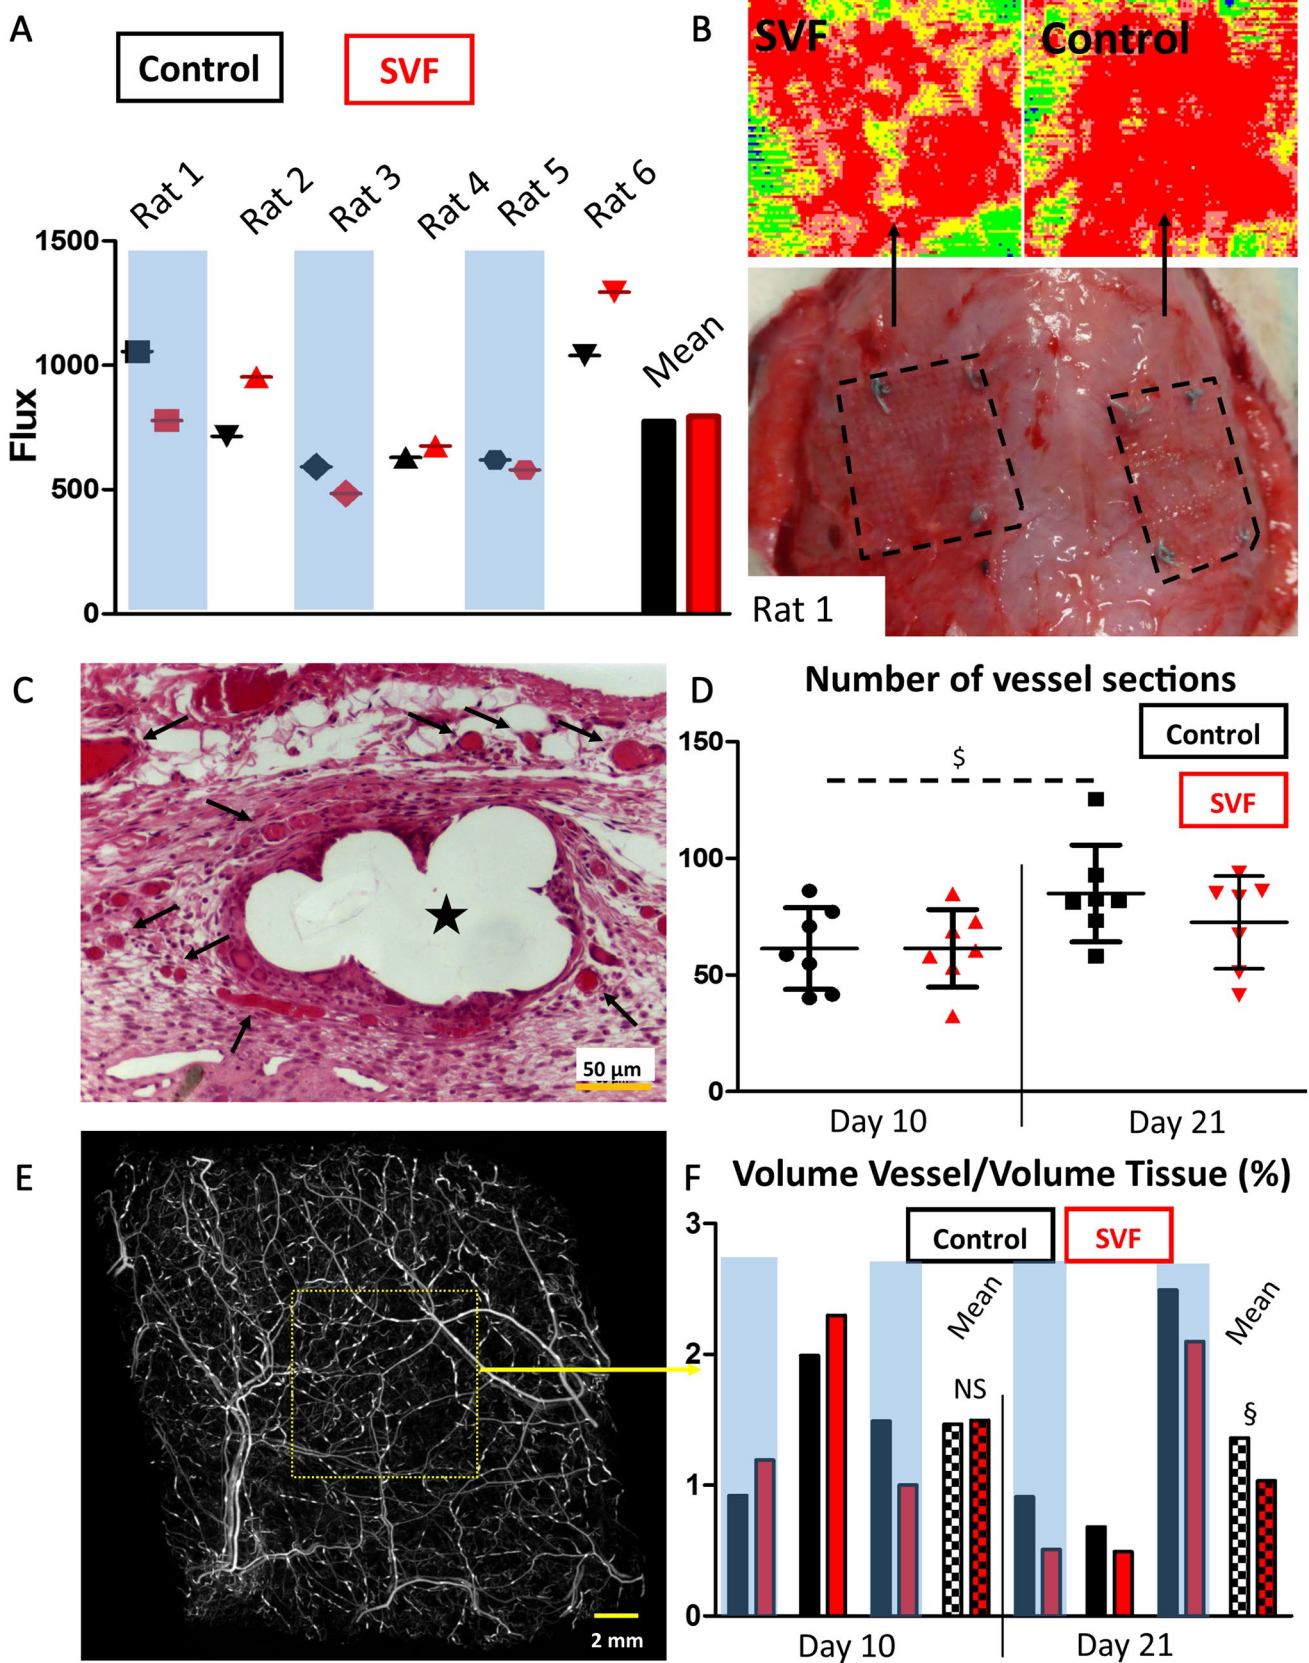 A
Control
SVF
Rat 1
Rat 2
Rat 3
Rat 4
Rat 5
Rat 6
Mean
Flux
1500
1000
500
0
B
SVF
Control
Rat 1
C
50 µm
D
Number of vessel sections
Control
SVF
$
150
100
50
0
Day 10
Day 21
E
2 mm
F
Volume Vessel/Volume Tissue (%)
Control
SVF
Mean
Mean
NS
§
3
2
1
0
Day 10
Day 21